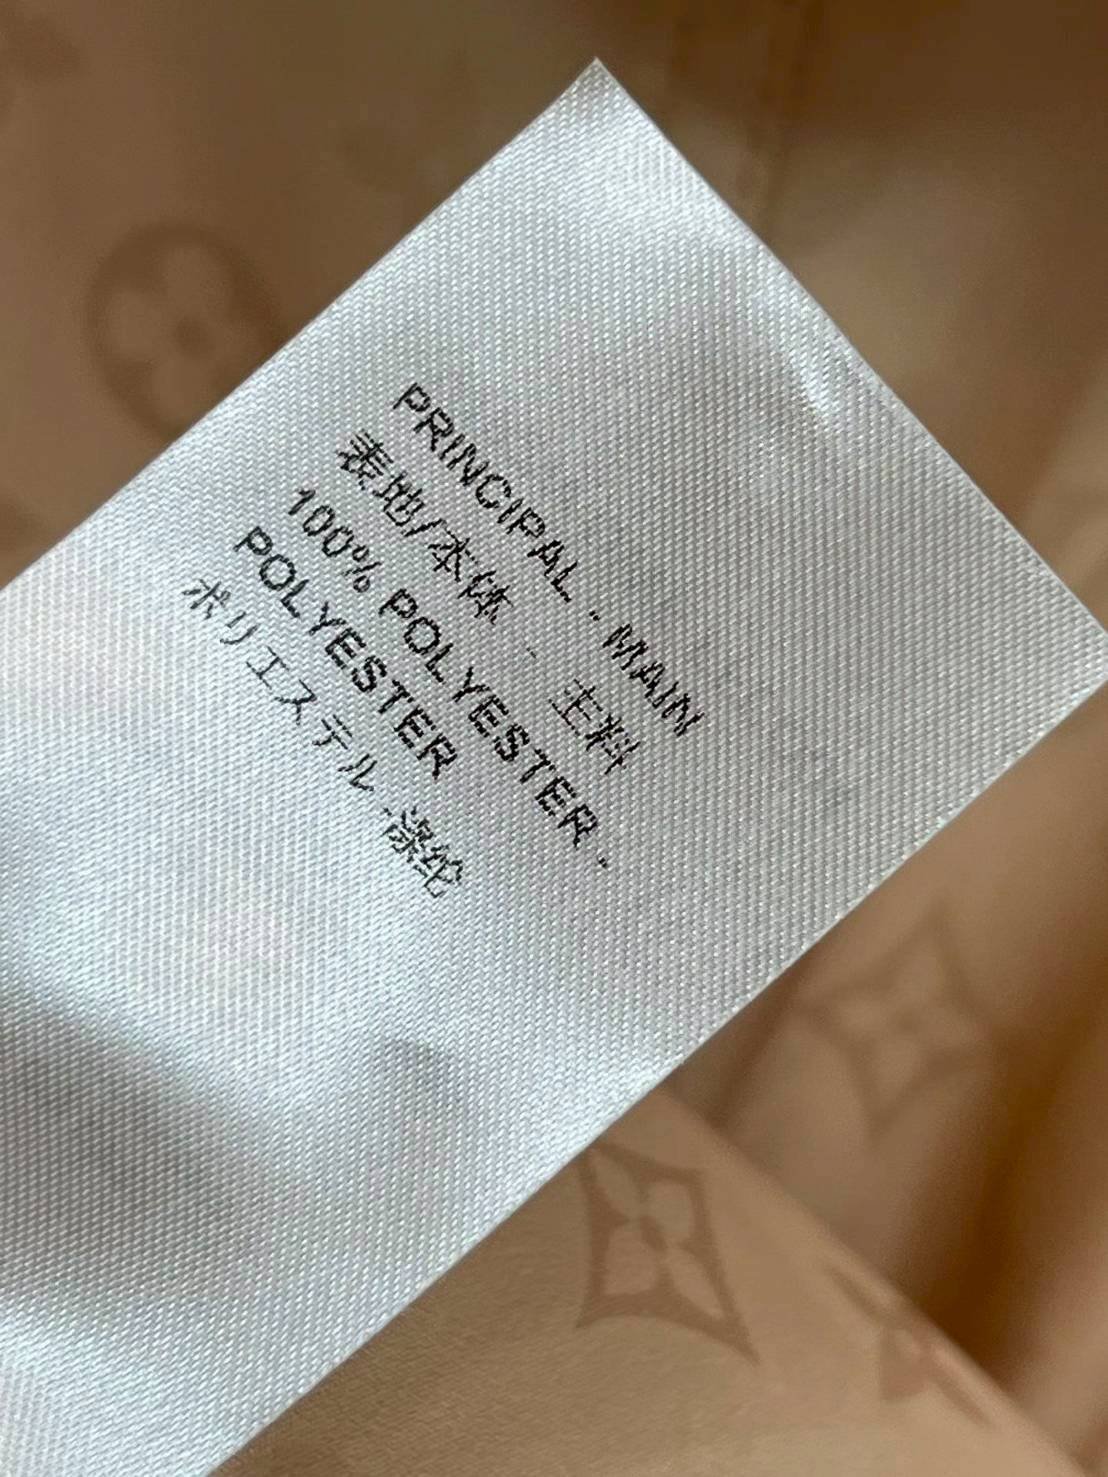 PRINCIPAL - MAIN
表地/本体 - 主料
100% POLYESTER -
POLYESTER
ポリエステル -涤纶